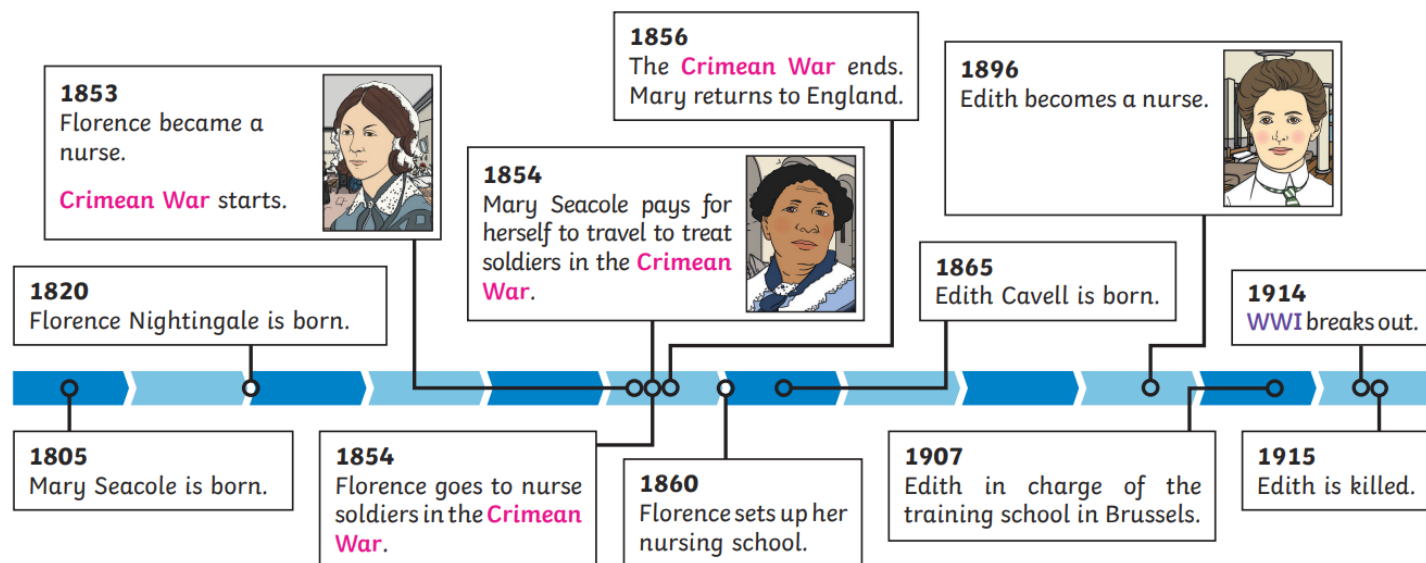 1853
Florence became a
nurse.
Crimean War starts.
1820
Florence Nightingale is born.
1854
Mary Seacole pays for
herself to travel to treat
soldiers in the Crimean
War.
1856
The Crimean War ends.
Mary returns to England.
1896
Edith becomes a nurse.
1865
Edith Cavell is born.
1914
WWI breaks out.
1805
Mary Seacole is born.
1854
Florence goes to nurse
soldiers in the Crimean
War.
1860
Florence sets up her
nursing school.
1907
Edith in charge of the
training school in Brussels.
1915
Edith is killed.